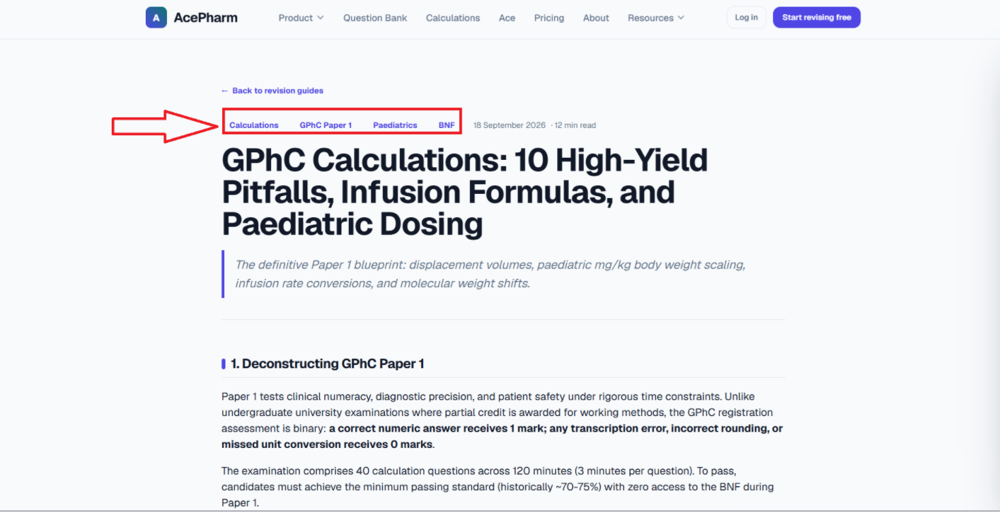 A AcePharm Product Question Bank Calculations Ace Pricing About Resources Log in Start revising free
← Back to revision guides
Calculations GPhC Paper 1 Paediatrics BNF 18 September 2026 · 12 min read
GPhC Calculations: 10 High-Yield
Pitfalls, Infusion Formulas, and
Paediatric Dosing
The definitive Paper 1 blueprint: displacement volumes, paediatric mg/kg body weight scaling,
infusion rate conversions, and molecular weight shifts.
1. Deconstructing GPhC Paper 1
Paper 1 tests clinical numeracy, diagnostic precision, and patient safety under rigorous time constraints. Unlike
undergraduate university examinations where partial credit is awarded for working methods, the GPhC registration
assessment is binary: a correct numeric answer receives 1 mark; any transcription error, incorrect rounding, or
missed unit conversion receives 0 marks.
The examination comprises 40 calculation questions across 120 minutes (3 minutes per question). To pass,
candidates must achieve the minimum passing standard (historically ~70-75%) with zero access to the BNF during
Paper 1.